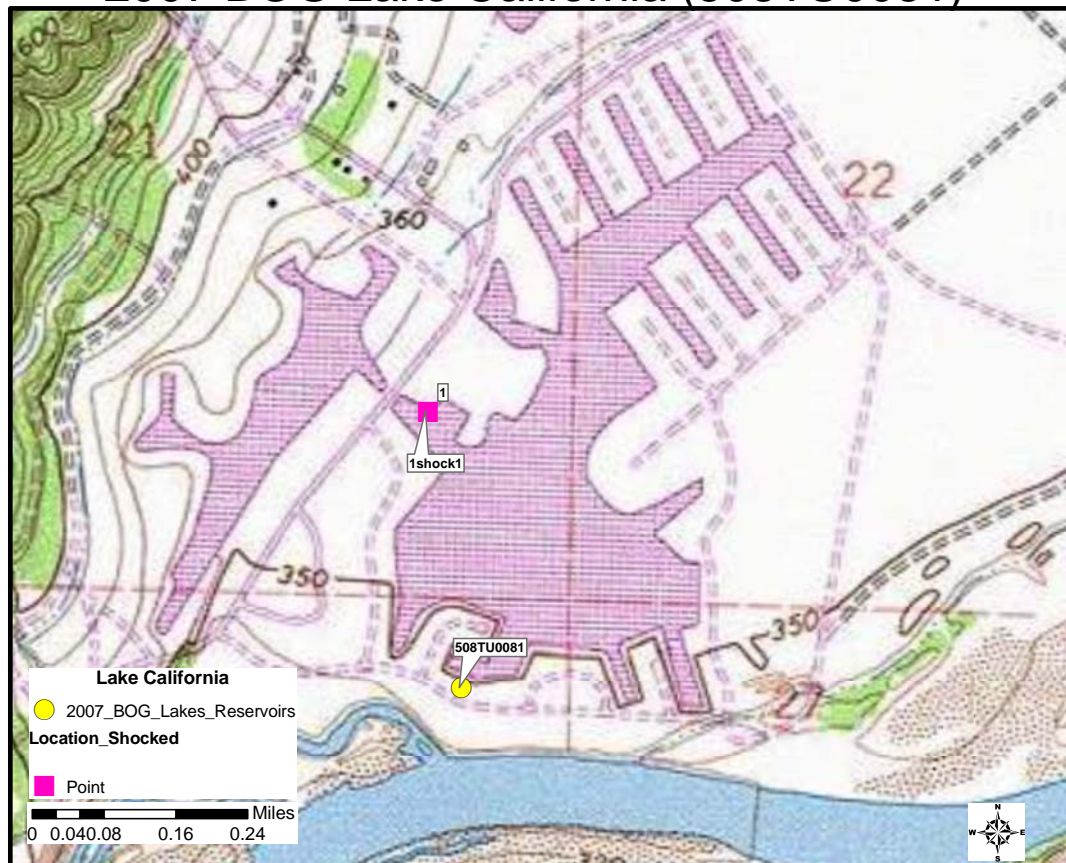 2007 BOG Lake California (508TU0081)
600
21
400
22
360
1
1shock1
350
350
508TU0081
27
Lake California
2007_BOG_Lakes_Reservoirs
Location_Shocked
Point
Miles
0 0.040.08 0.16 0.24
N
W E
S